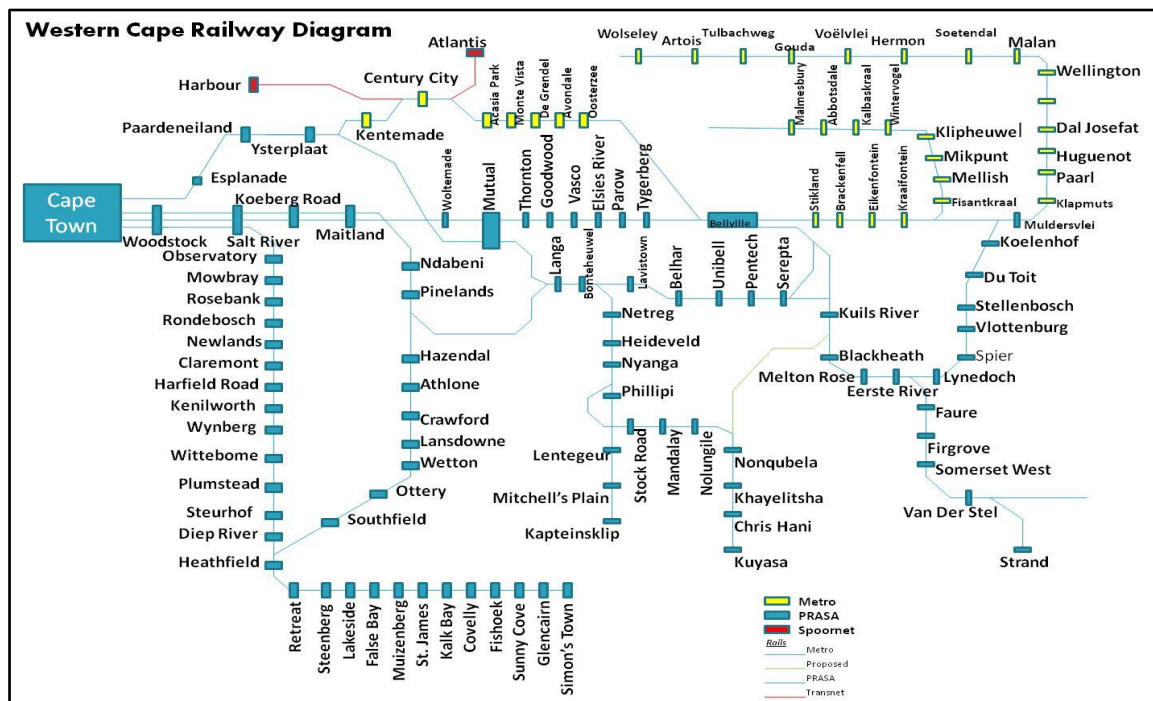 Western Cape Railway Diagram
Atlantis
Harbour
Century City
Kentemade
Paardeneiland
Ysterplaat
Esplanade
Cape
Town
Woodstock
Salt River
Koeberg Road
Maitland
Woltemade
Mutual
Thornton
Goodwood
Vasco
Elsies River
Parow
Tygerberg
Bellville
Acasia Park
Monte Vista
De Grendel
Avondale
Oosterzee
Wolseley
Artois
Tulbachweg
Gouda
Voëlvlei
Hermon
Soetendal
Malan
Wellington
Dal Josefat
Huguenot
Paarl
Klapmuts
Muldersvlei
Malmesbury
Abbotsdale
Kalbaskraal
Wintervogel
Klipheuwel
Mikpunt
Mellish
Fisantkraal
Stikland
Brackenfell
Eikenfontein
Kraaifontein
Koelenhof
Du Toit
Stellenbosch
Vlottenburg
Spier
Lynedoch
Observatory
Mowbray
Rosebank
Rondebosch
Newlands
Claremont
Harfield Road
Kenilworth
Wynberg
Wittebome
Plumstead
Steurhof
Diep River
Heathfield
Retreat
Steenberg
Lakeside
False Bay
Muizenberg
St. James
Kalk Bay
Covelly
Fishoek
Sunny Cove
Glencairn
Simon's Town
Ndabeni
Pinelands
Hazendal
Athlone
Crawford
Lansdowne
Wetton
Ottery
Southfield
Langa
Bonteheuwel
Lavistown
Belhar
Unibell
Pentech
Serepta
Netreg
Heideveld
Nyanga
Phillipi
Lentegeur
Mitchell's Plain
Kapteinsklip
Stock Road
Mandalay
Nolungile
Nonqubela
Khayelitsha
Chris Hani
Kuyasa
Kuils River
Blackheath
Melton Rose
Eerste River
Faure
Firgrove
Somerset West
Van Der Stel
Strand
Metro
PRASA
Spoornet
Rails
Metro
Proposed
PRASA
Transnet